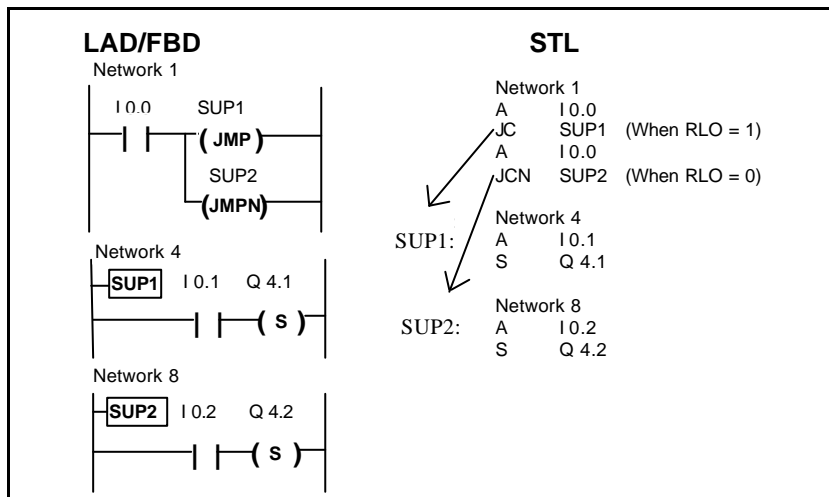 LAD/FBD
Network 1
I 0.0 SUP1
(JMP)
SUP2
(JMPN)
Network 4
SUP1 I 0.1 Q 4.1
( S )
Network 8
SUP2 I 0.2 Q 4.2
( S )
STL
Network 1
A I 0.0
JC SUP1 (When RLO = 1)
A I 0.0
JCN SUP2 (When RLO = 0)
Network 4
SUP1: A I 0.1
S Q 4.1
Network 8
SUP2: A I 0.2
S Q 4.2